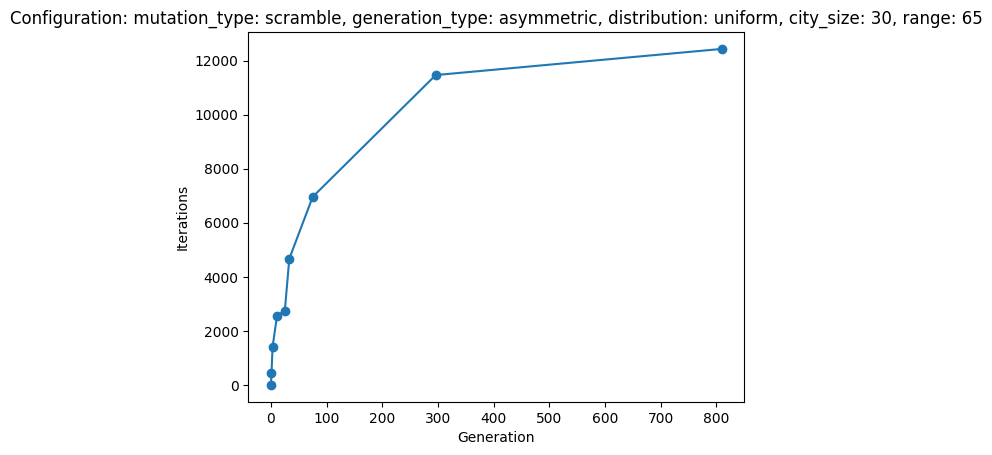 Configuration: mutation_type: scramble, generation_type: asymmetric, distribution: uniform, city_size: 30, range: 65
12000
10000
8000
6000
4000
2000
0
Iterations
0 100 200 300 400 500 600 700 800
Generation